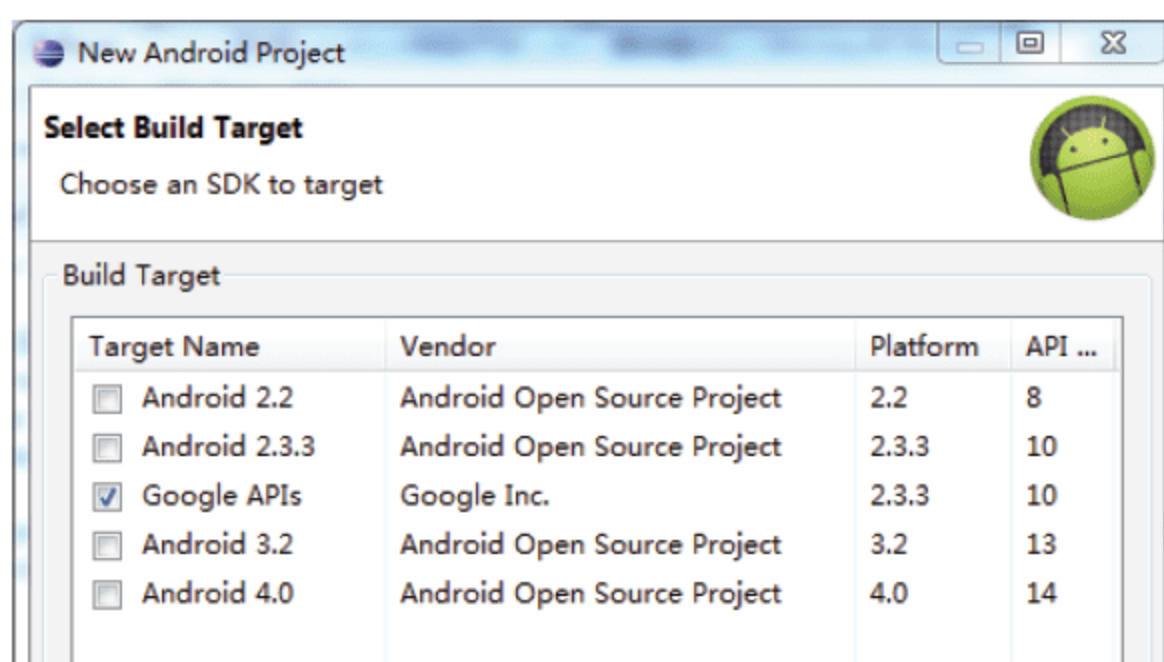 New Android Project
Select Build Target
Choose an SDK to target
Build Target
Target Name Vendor Platform API ...
Android 2.2 Android Open Source Project 2.2 8
Android 2.3.3 Android Open Source Project 2.3.3 10
Google APIs Google Inc. 2.3.3 10
Android 3.2 Android Open Source Project 3.2 13
Android 4.0 Android Open Source Project 4.0 14